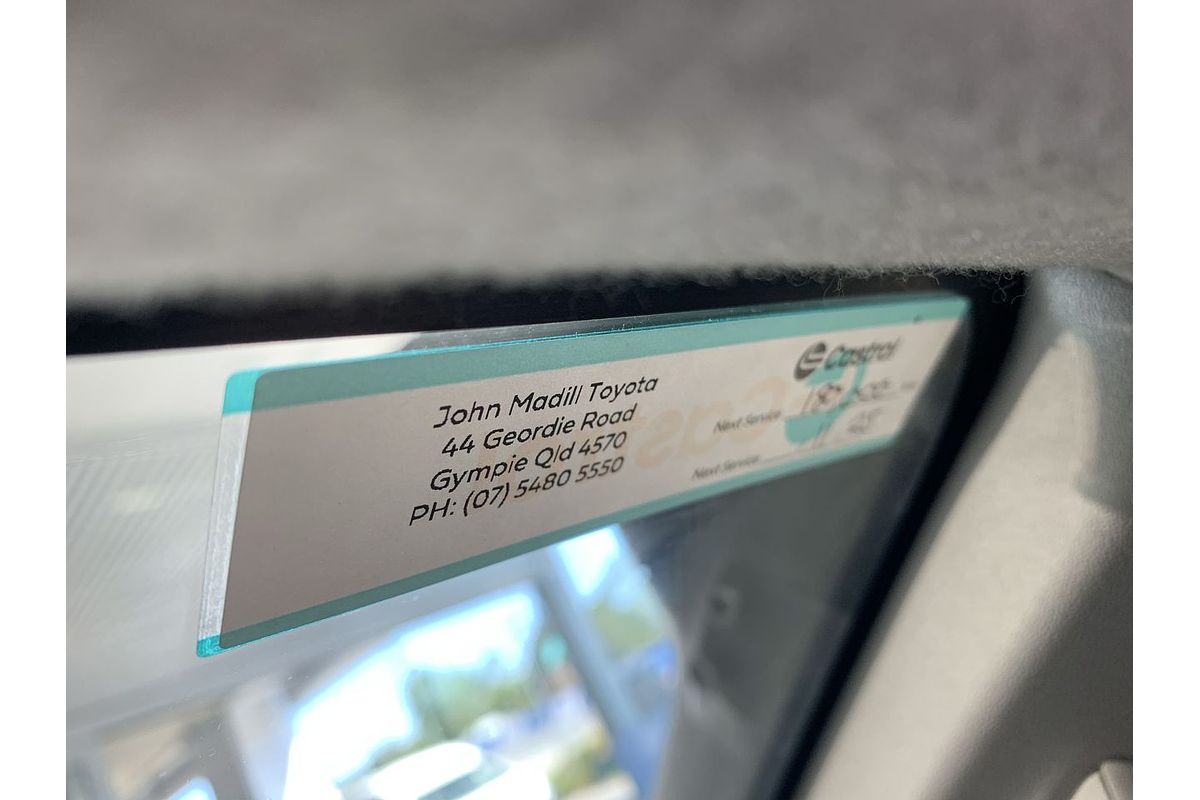 John Madill Toyota
44 Geordie Road
Gympie Qld 4570
PH: (07) 5480 5550
Castrol
Next Service
Next Service